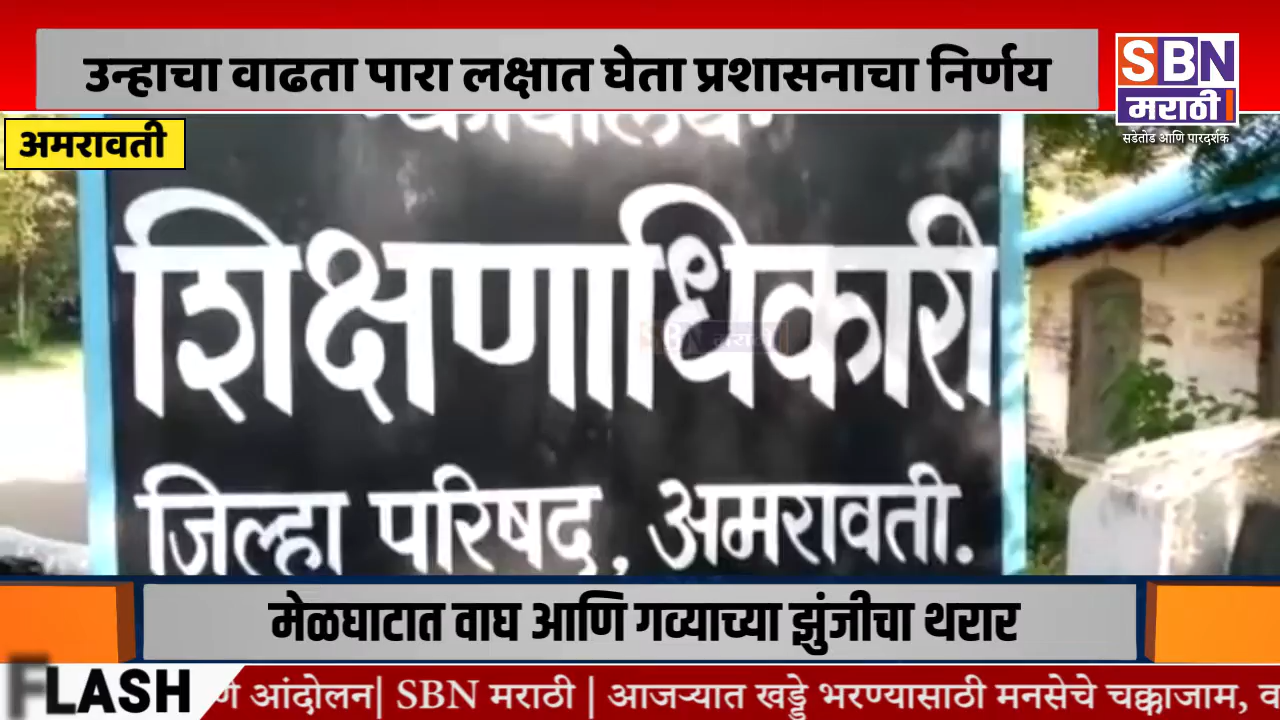 उन्हाचा वाढता पारा लक्षात घेता प्रशासनाचा निर्णय
SBN
मराठी
सडेतोड आणि पारदर्शक
अमरावती
शिक्षणाधिकारी
जिल्हा परिषद, अमरावती.
मेळघाटात वाघ आणि गव्याच्या झुंजीचा थरार
FLASH
आंदोलन| SBN मराठी | आजऱ्यात खड्डे भरण्यासाठी मनसेचे चक्काजाम,